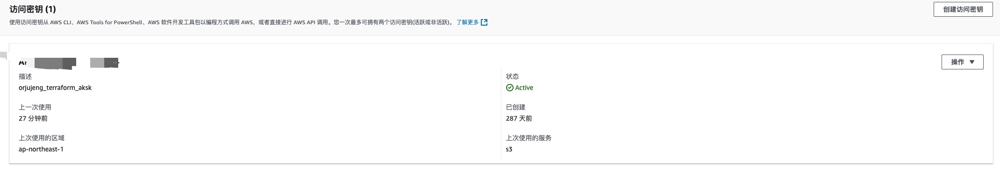 访问密钥 (1)
创建访问密钥
使用访问密钥从 AWS CLI、AWS Tools for PowerShell、AWS 软件开发工具包以编程方式调用 AWS，或者直接进行 AWS API 调用。您一次最多可拥有两个访问密钥(活跃或非活跃)。 了解更多
操作
描述
orjujeng_terraform_aksk
状态
Active
上一次使用
27 分钟前
已创建
287 天前
上次使用的区域
ap-northeast-1
上次使用的服务
s3